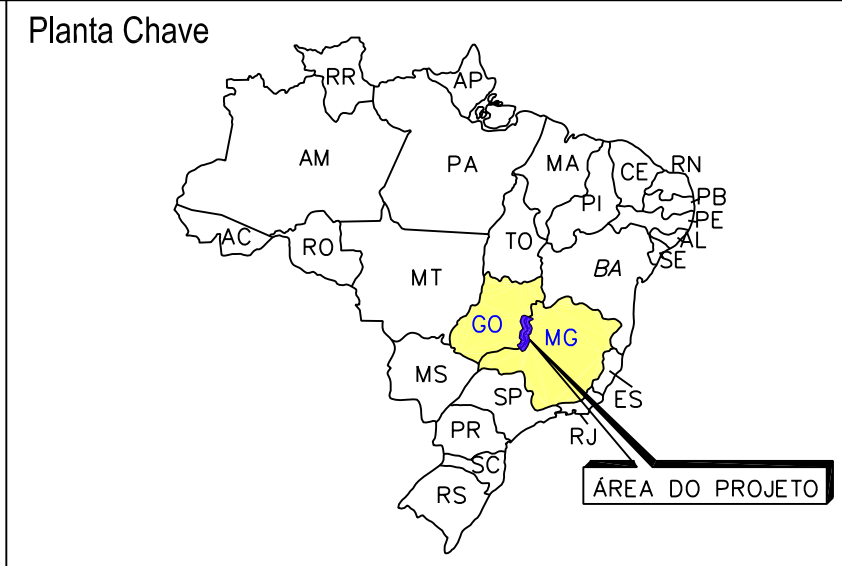 Planta Chave
RR
AP
AM
PA
MA
CE
RN
PI
PB
PE
AC
RO
TO
AL
SE
MT
BA
GO
MG
MS
SP
ES
PR
RJ
SC
RS
ÁREA DO PROJETO